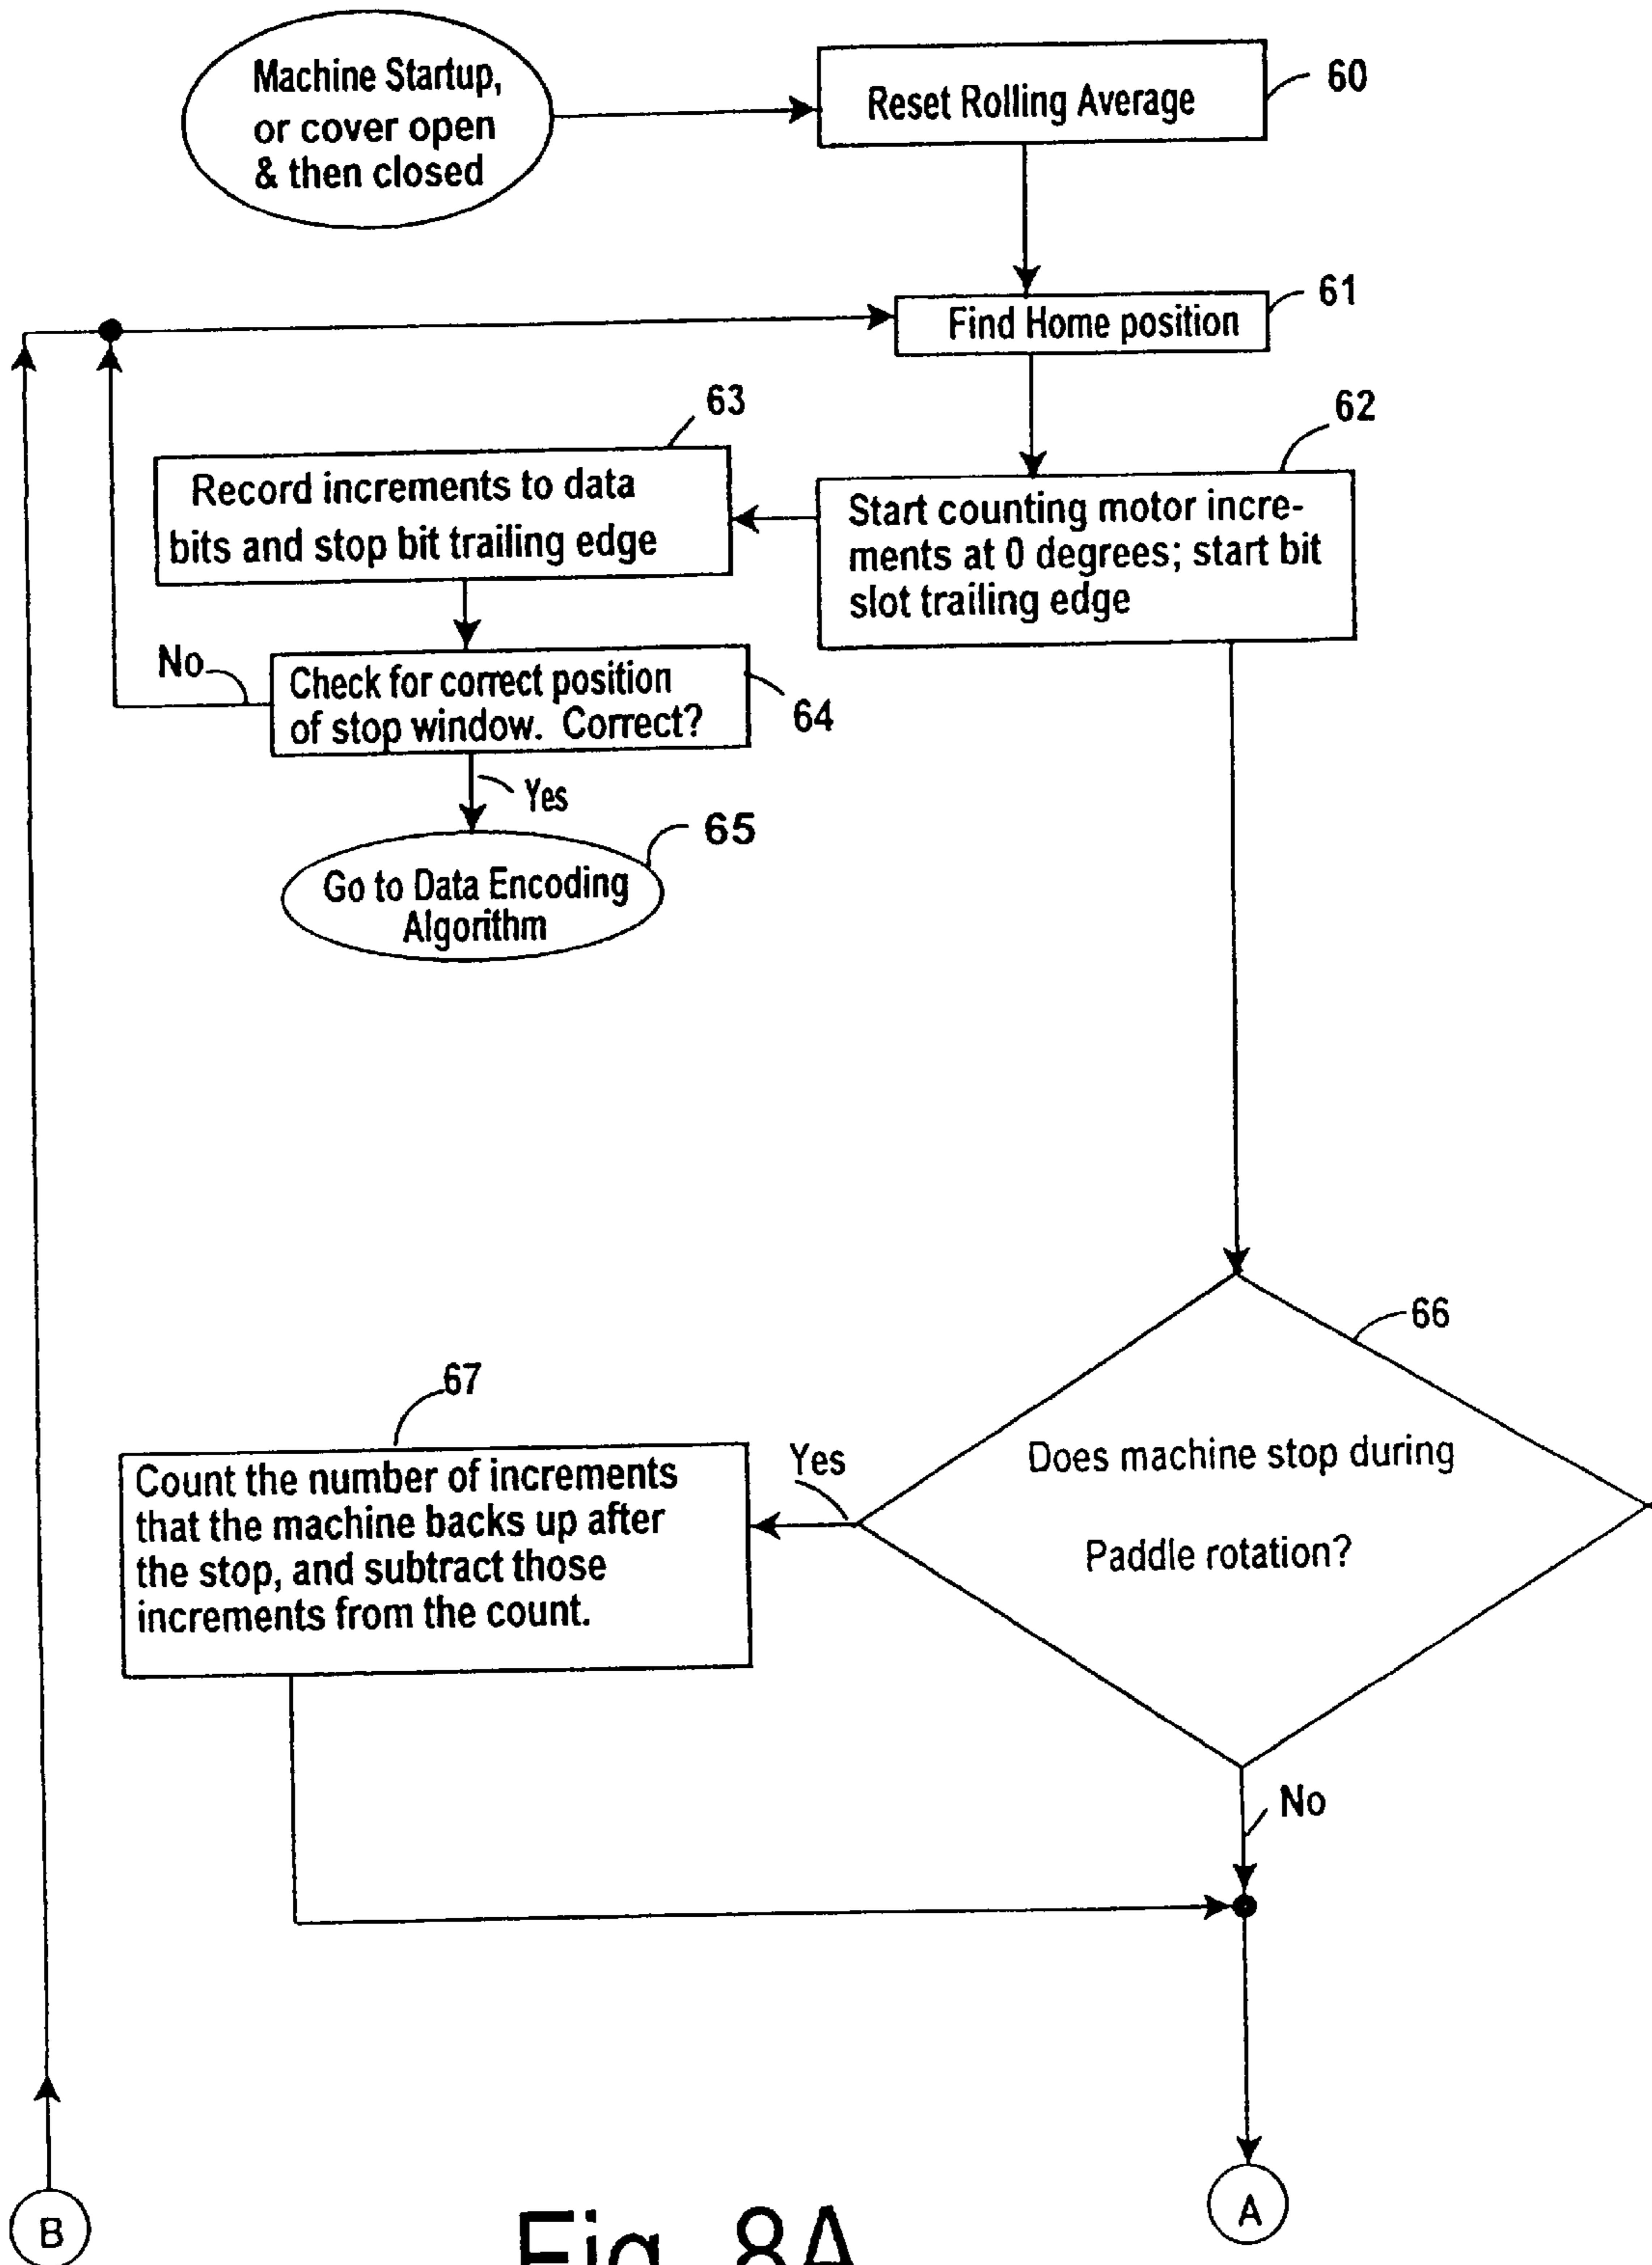 Machine Startup,
or cover open
& then closed
Reset Rolling Average
60
Find Home position
61
62
Start counting motor incre-
ments at 0 degrees; start bit
slot trailing edge
63
Record increments to data
bits and stop bit trailing edge
No
Check for correct position
of stop window. Correct?
64
Yes
65
Go to Data Encoding
Algorithm
66
Does machine stop during
Paddle rotation?
67
Yes
Count the number of increments
that the machine backs up after
the stop, and subtract those
increments from the count.
No
B
A
Fig. 8A